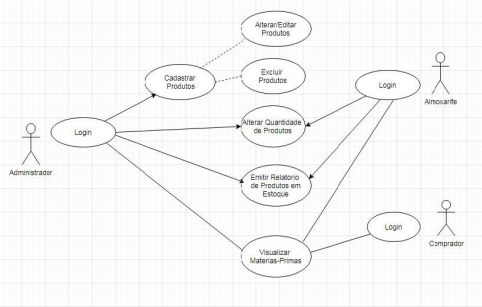 Alterar/Editar
Produtos
Cadastrar
Produtos
Excluir
Produtos
Login
Almoxarife
Login
Administrador
Alterar Quantidade
de Produtos
Emitir Relatorio
de Produtos em
Estoque
Login
Comprador
Visualizar
Materias-Primas